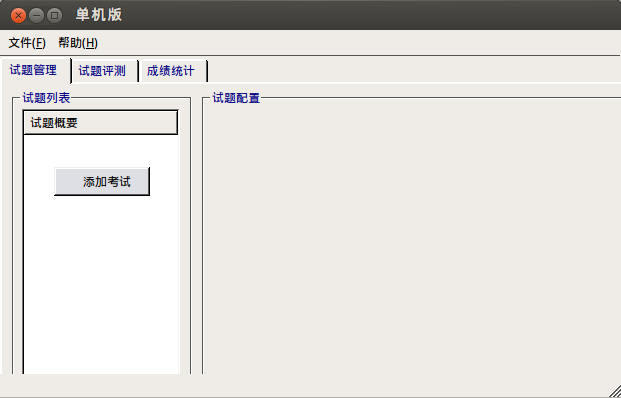 单机版
文件(F) 帮助(H)
试题管理 试题评测 成绩统计
试题列表 试题配置
试题概要
添加考试